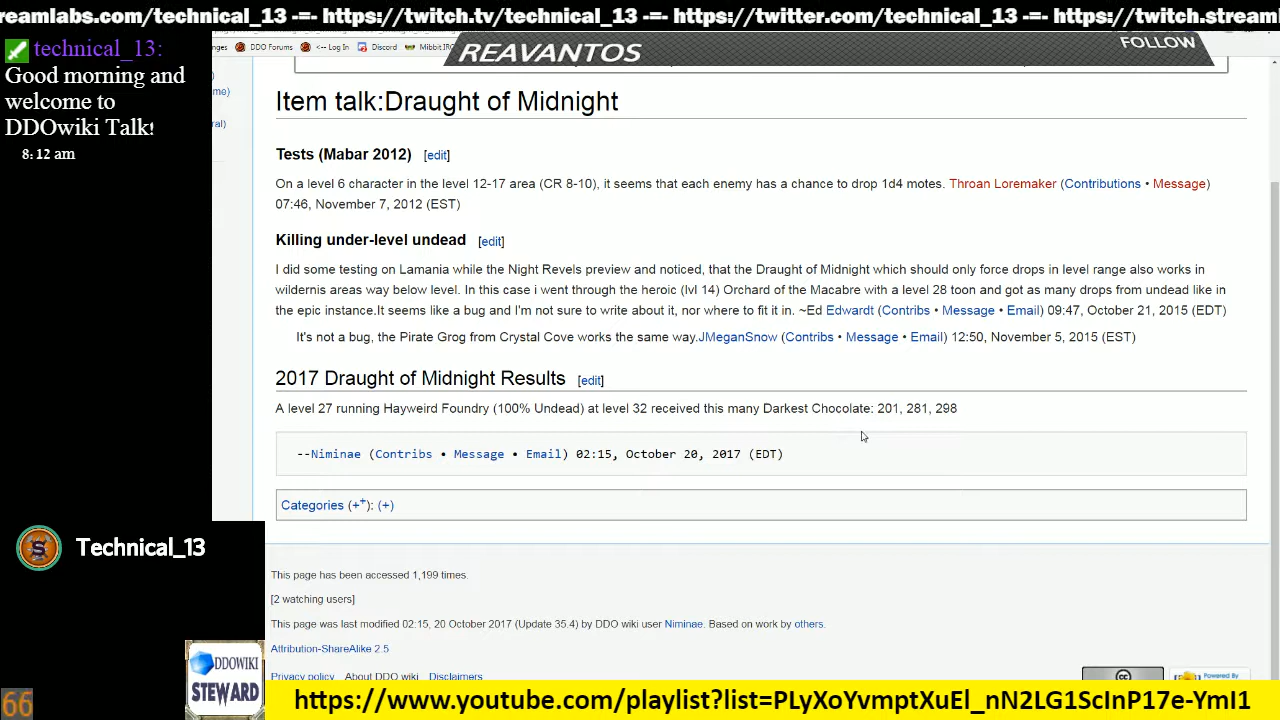 reamlabs.com/technical_13 -=- https://twitch.tv/technical_13 -=- https://twitter.com/technical_13 -=- https://twitch.streaml
technical_13:
Good morning and
welcome to
DDOwiki Talk!
8:12 am
nges DDO Forums <-- Log In Discord Mibbit IRC
REAVANTOS
FOLLOW
me)
ral)
Item talk:Draught of Midnight
Tests (Mabar 2012) [edit]
On a level 6 character in the level 12-17 area (CR 8-10), it seems that each enemy has a chance to drop 1d4 motes. Throan Loremaker (Contributions • Message)
07:46, November 7, 2012 (EST)
Killing under-level undead [edit]
I did some testing on Lamania while the Night Revels preview and noticed, that the Draught of Midnight which should only force drops in level range also works in
wildernis areas way below level. In this case i went through the heroic (lvl 14) Orchard of the Macabre with a level 28 toon and got as many drops from undead like in
the epic instance.It seems like a bug and I'm not sure to write about it, nor where to fit it in. ~Ed Edwardt (Contribs • Message • Email) 09:47, October 21, 2015 (EDT)
It's not a bug, the Pirate Grog from Crystal Cove works the same way.JMeganSnow (Contribs • Message • Email) 12:50, November 5, 2015 (EST)
2017 Draught of Midnight Results [edit]
A level 27 running Hayweird Foundry (100% Undead) at level 32 received this many Darkest Chocolate: 201, 281, 298
--Niminae (Contribs • Message • Email) 02:15, October 20, 2017 (EDT)
Categories (+⁺): (+)
Technical_13
This page has been accessed 1,199 times.
[2 watching users]
This page was last modified 02:15, 20 October 2017 (Update 35.4) by DDO wiki user Niminae. Based on work by others.
Attribution-ShareAlike 2.5
Privacy policy About DDO wiki Disclaimers
cc
Powered By
DDOWIKI
STEWARD
66
https://www.youtube.com/playlist?list=PLyXoYvmptXuEl_nN2LG1ScInP17e-YmI1